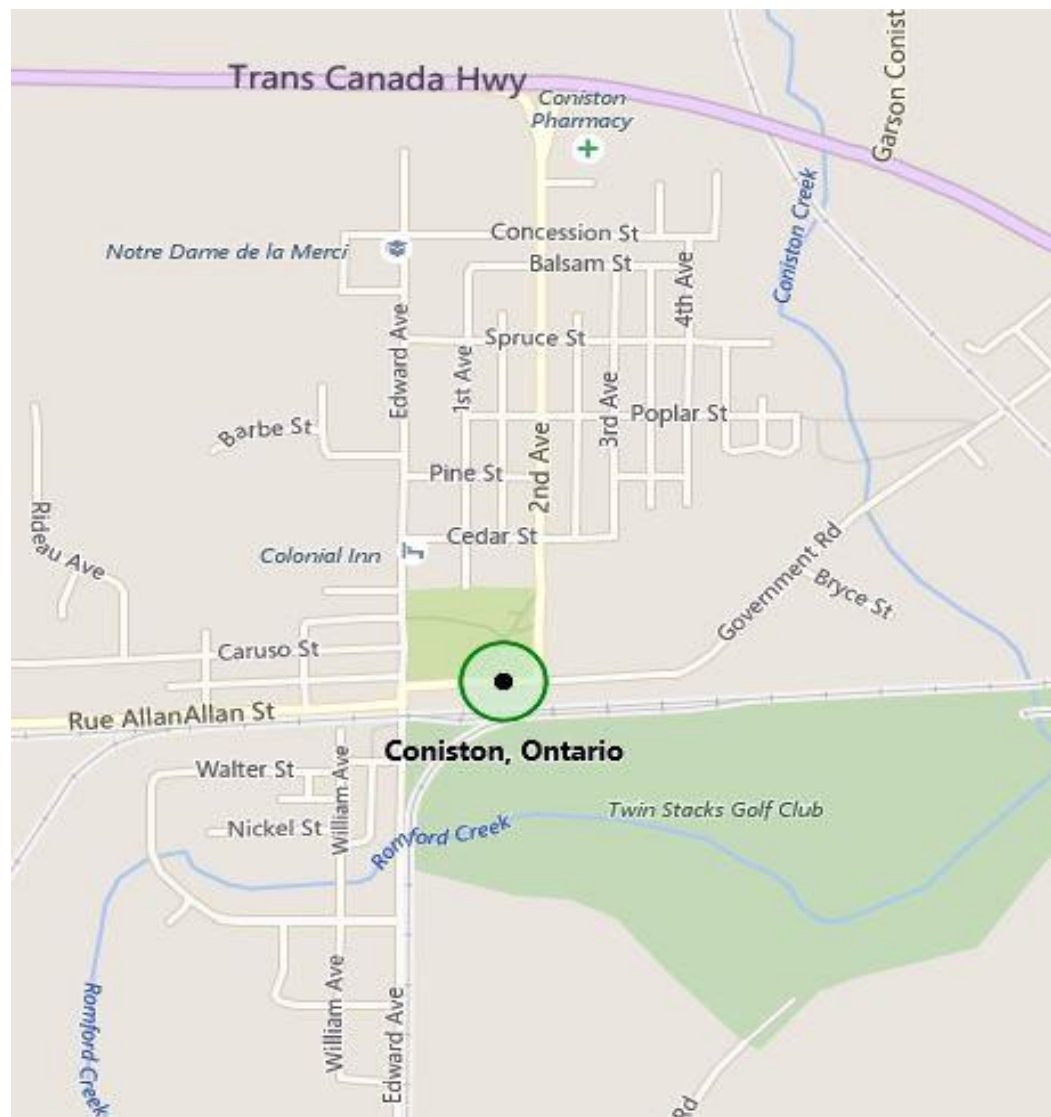 Trans Canada Hwy
Coniston
Pharmacy
Garson Conist
Coniston Creek
Notre Dame de la Merci
Concession St
Balsam St
4th Ave
Edward Ave
Spruce St
1st Ave
3rd Ave
Poplar St
Barbe St
2nd Ave
Pine St
Rideau Ave
Cedar St
Colonial Inn
Government Rd
Bryce St
Caruso St
Rue AllanAllan St
Coniston, Ontario
Walter St
William Ave
Nickel St
Romford Creek
Twin Stacks Golf Club
Romford Creek
William Ave
Edward Ave
Rd